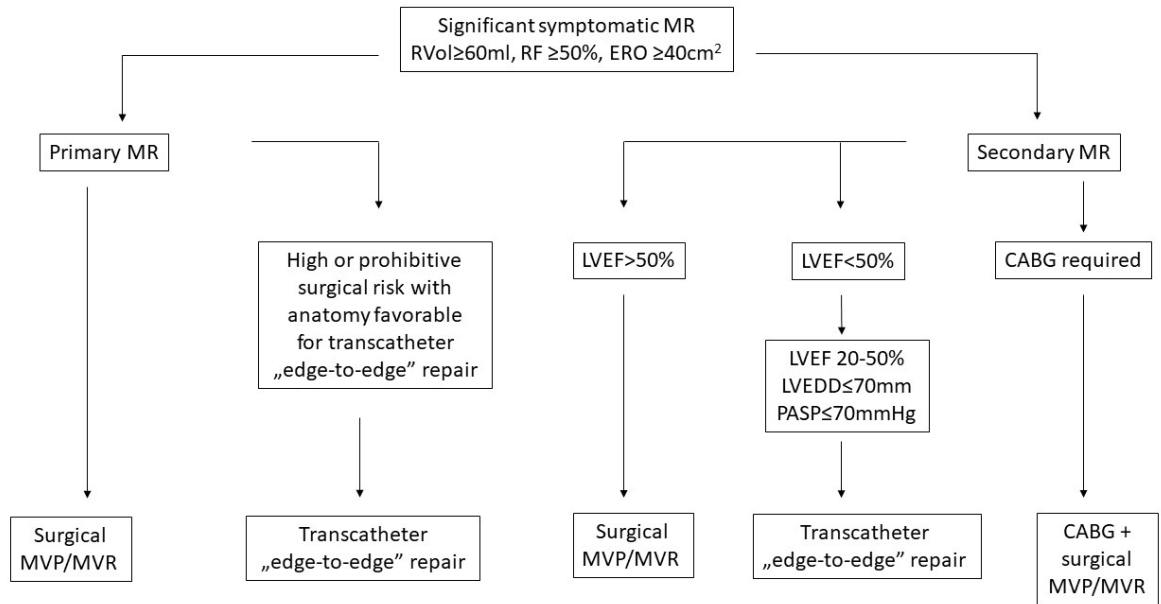 Significant symptomatic MR
RVol≥60ml, RF ≥50%, ERO ≥40cm²
Primary MR
Secondary MR
High or prohibitive
surgical risk with
anatomy favorable
for transcatheter
„edge-to-edge” repair
LVEF>50%
LVEF<50%
CABG required
LVEF 20-50%
LVEDD≤70mm
PASP≤70mmHg
Surgical
MVP/MVR
Transcatheter
„edge-to-edge” repair
Surgical
MVP/MVR
Transcatheter
„edge-to-edge” repair
CABG +
surgical
MVP/MVR